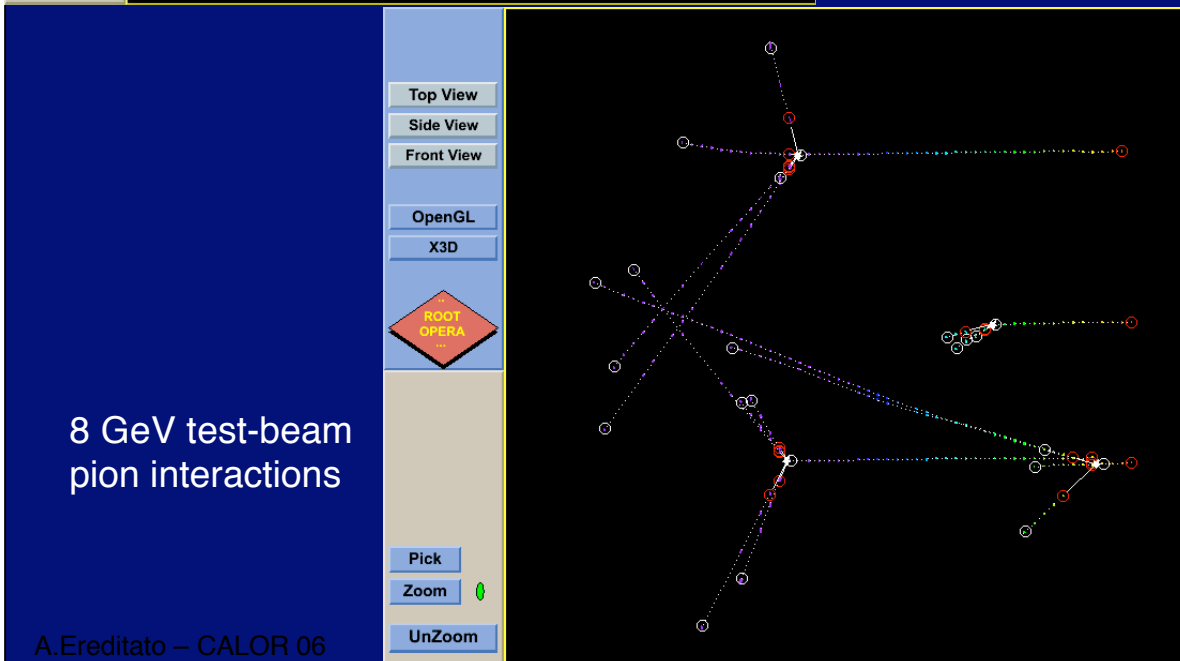 Top View
Side View
Front View
OpenGL
X3D
..
ROOT
OPERA
...
8 GeV test-beam
pion interactions
Pick
Zoom
UnZoom
A.Ereditato – CALOR 06